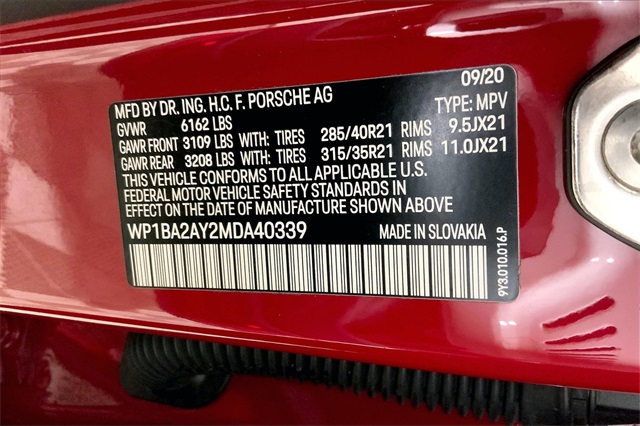 09/20
MFD BY DR. ING. H.C. F. PORSCHE AG
GVWR 6162 LBS TYPE: MPV
GAWR FRONT 3109 LBS WITH: TIRES 285/40R21 RIMS 9.5JX21
GAWR REAR 3208 LBS WITH: TIRES 315/35R21 RIMS 11.0JX21
THIS VEHICLE CONFORMS TO ALL APPLICABLE U.S.
FEDERAL MOTOR VEHICLE SAFETY STANDARDS IN
EFFECT ON THE DATE OF MANUFACTURE SHOWN ABOVE
WP1BA2AY2MDA40339 MADE IN SLOVAKIA
9Y3.010.016.P